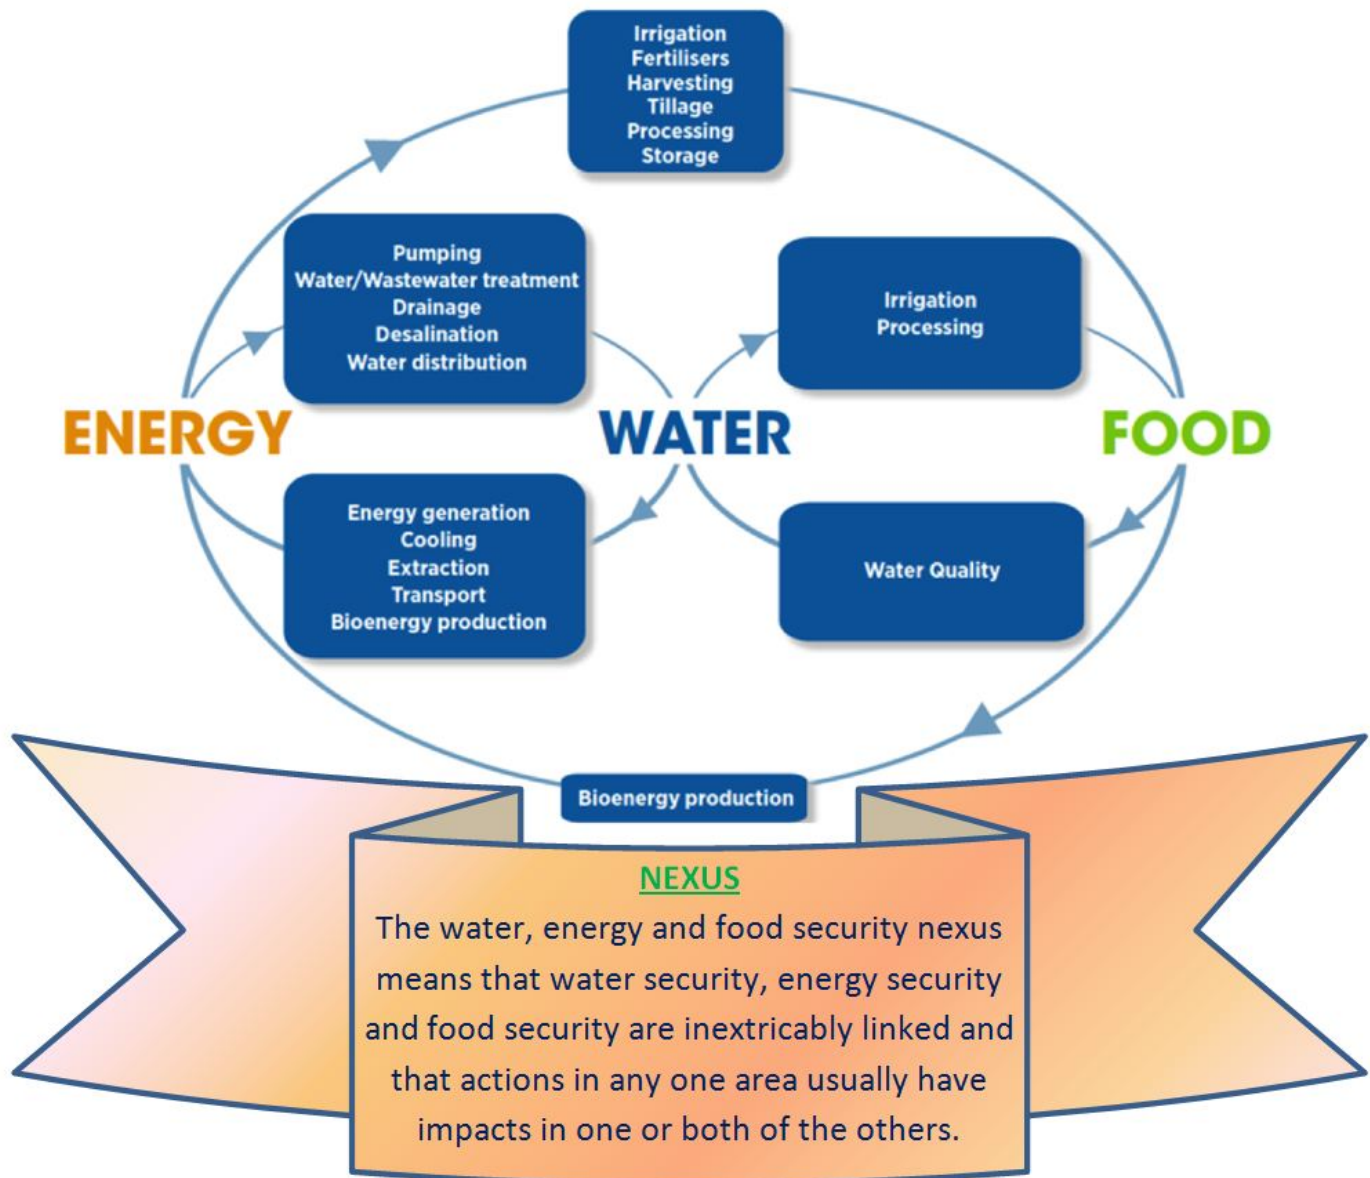 Irrigation
Fertilisers
Harvesting
Tillage
Processing
Storage
Pumping
Water/Wastewater treatment
Drainage
Desalination
Water distribution
Irrigation
Processing
ENERGY
WATER
FOOD
Energy generation
Cooling
Extraction
Transport
Bioenergy production
Water Quality
Bioenergy production
NEXUS
The water, energy and food security nexus
means that water security, energy security
and food security are inextricably linked and
that actions in any one area usually have
impacts in one or both of the others.